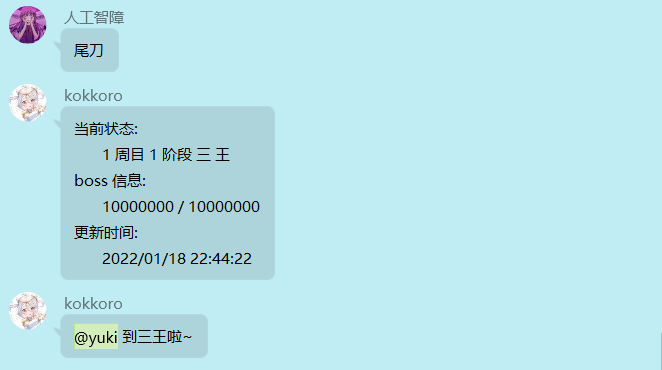 人工智障
尾刀
kokkoro
当前状态:
1 周目 1 阶段 三 王
boss 信息:
10000000 / 10000000
更新时间:
2022/01/18 22:44:22
kokkoro
@yuki 到三王啦~